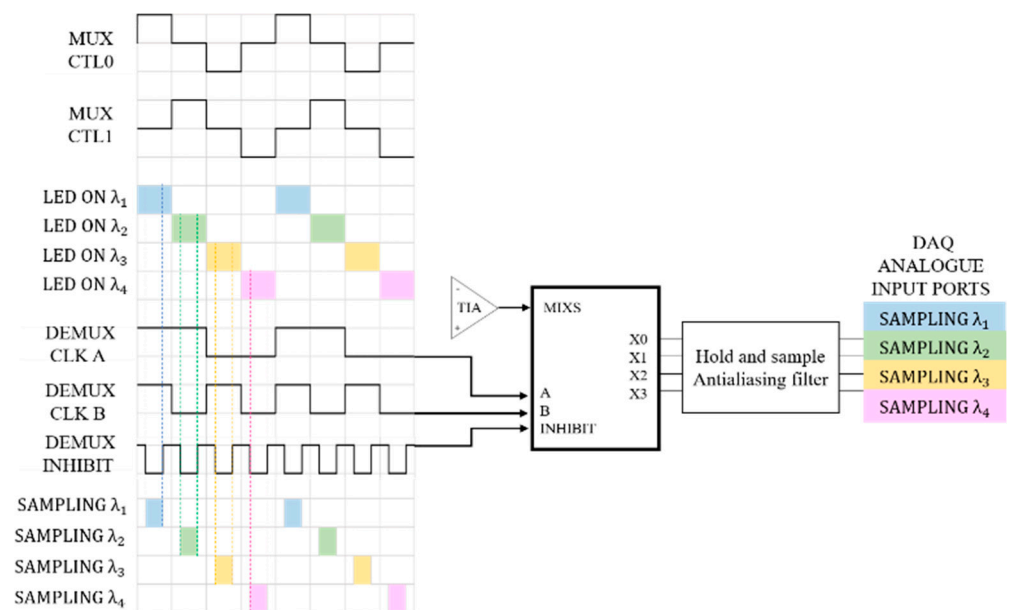 MUX
CTL0
MUX
CTL1
LED ON λ₁
LED ON λ₂
LED ON λ₃
LED ON λ₄
DEMUX
CLK A
DEMUX
CLK B
DEMUX
INHIBIT
SAMPLING λ₁
SAMPLING λ₂
SAMPLING λ₃
SAMPLING λ₄
-
TIA
+
MIXS
X0
X1
X2
X3
A
B
INHIBIT
Hold and sample
Antialiasing filter
DAQ
ANALOGUE
INPUT PORTS
SAMPLING λ₁
SAMPLING λ₂
SAMPLING λ₃
SAMPLING λ₄